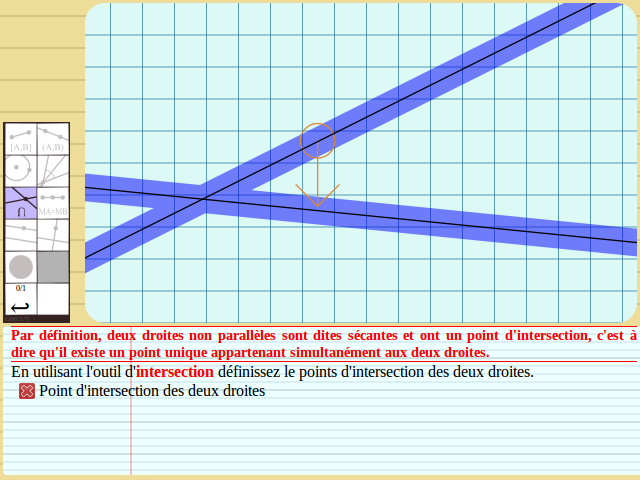 [A,B] (A,B)
∩ MA=MB
0/1
Par définition, deux droites non parallèles sont dites sécantes et ont un point d'intersection, c'est à
dire qu'il existe un point unique appartenant simultanément aux deux droites.
En utilisant l'outil d'intersection définissez le points d'intersection des deux droites.
Point d'intersection des deux droites